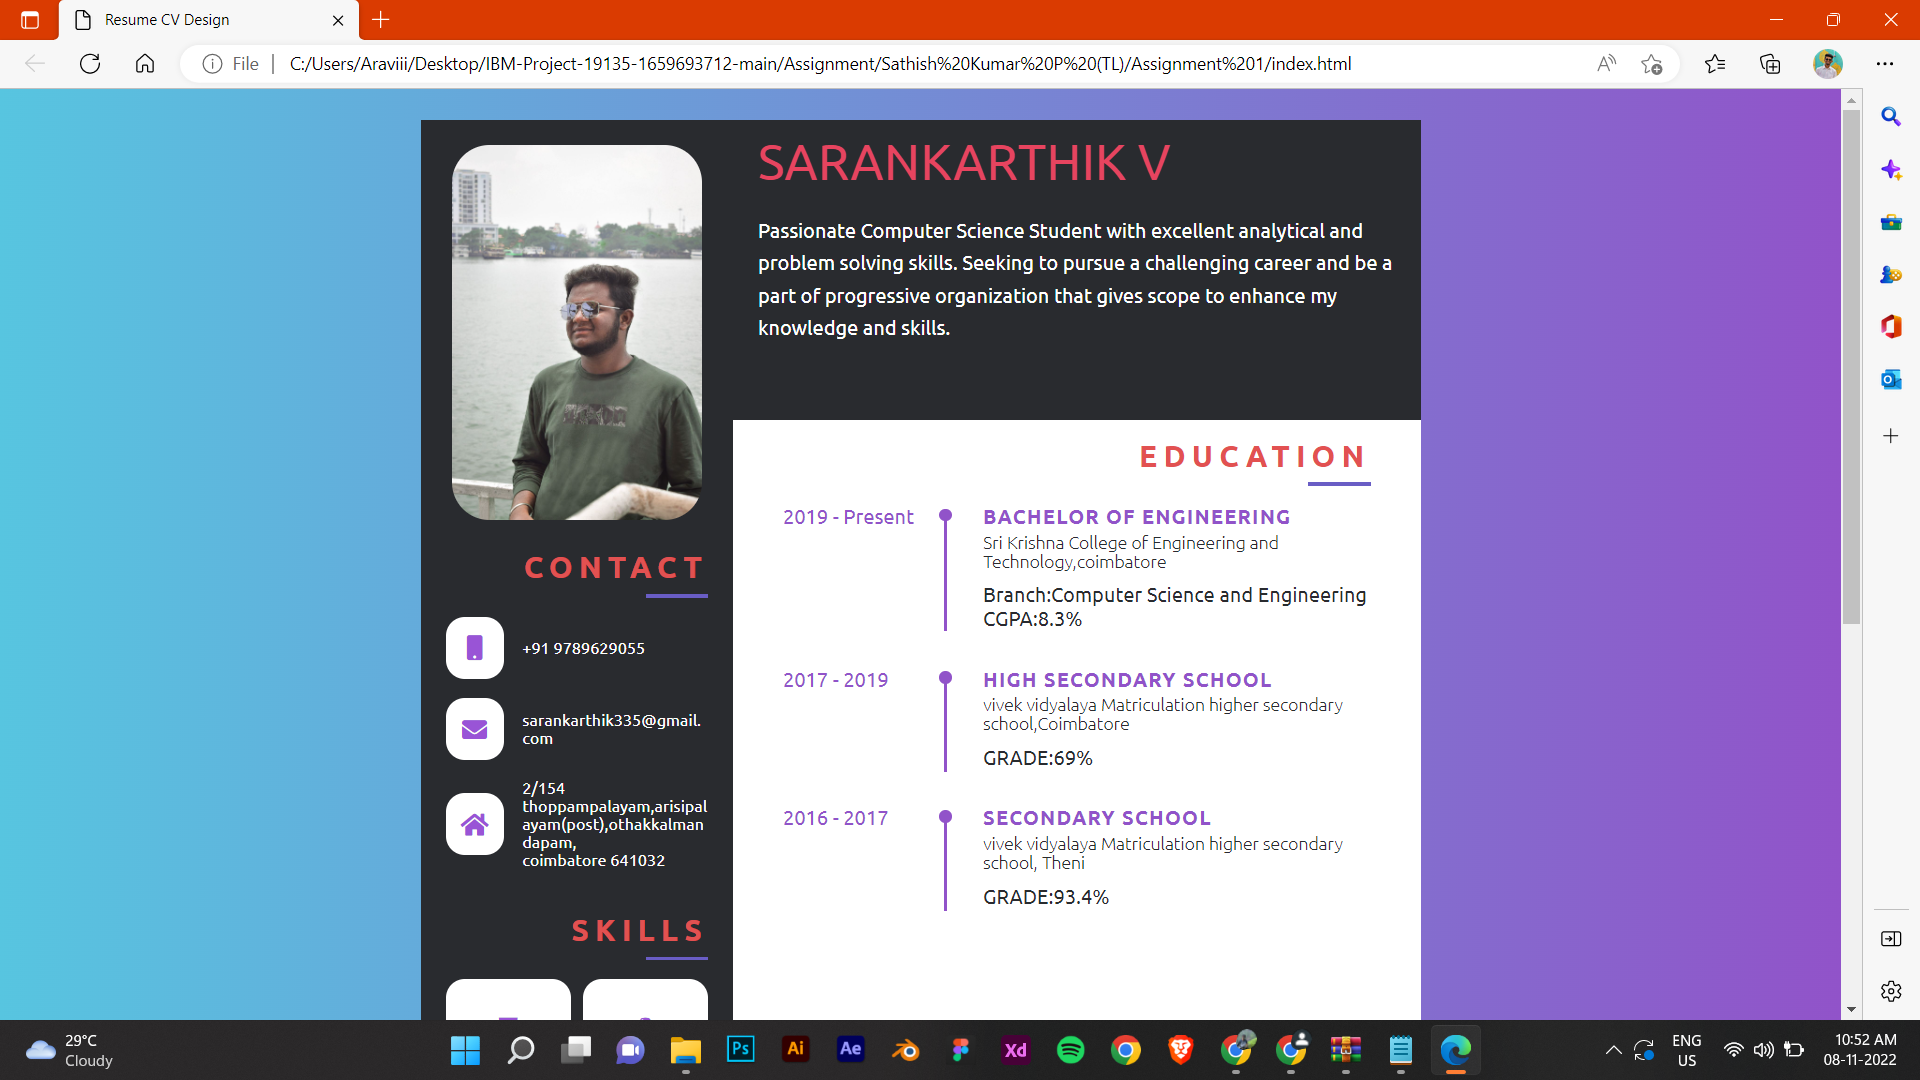 Resume CV Design
File
C:/Users/Araviii/Desktop/IBM-Project-19135-1659693712-main/Assignment/Sathish%20Kumar%20P%20(TL)/Assignment%201/index.html
SARANKARTHIK V
Passionate Computer Science Student with excellent analytical and
problem solving skills. Seeking to pursue a challenging career and be a
part of progressive organization that gives scope to enhance my
knowledge and skills.
CONTACT
+91 9789629055
sarankarthik335@gmail.
com
2/154
thoppampalayam,arisipal
ayam(post),othakkalman
dapam,
coimbatore 641032
SKILLS
EDUCATION
2019 - Present
BACHELOR OF ENGINEERING
Sri Krishna College of Engineering and
Technology,coimbatore
Branch:Computer Science and Engineering
CGPA:8.3%
2017 - 2019
HIGH SECONDARY SCHOOL
vivek vidyalaya Matriculation higher secondary
school,Coimbatore
GRADE:69%
2016 - 2017
SECONDARY SCHOOL
vivek vidyalaya Matriculation higher secondary
school, Theni
GRADE:93.4%
29°C
Cloudy
Ps
Ai
Ae
Xd
ENG
US
10:52 AM
08-11-2022